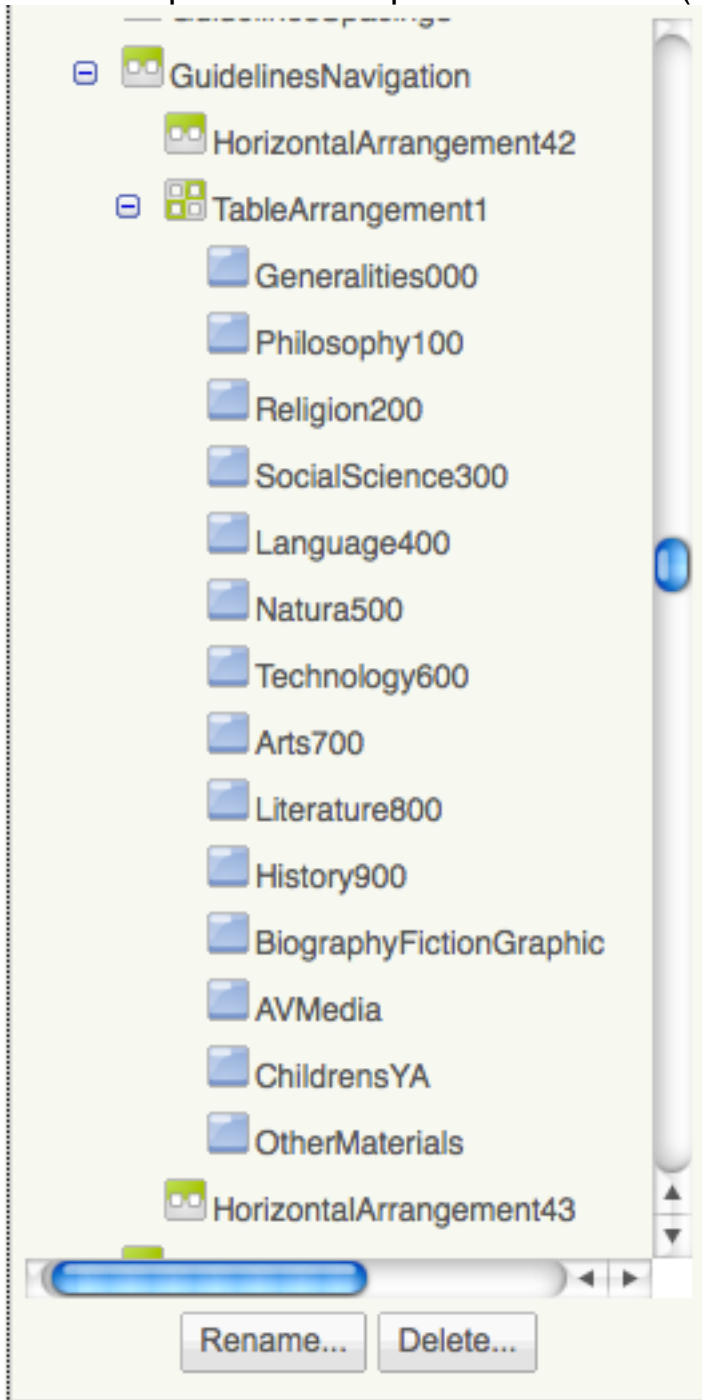 GuidelinesSpacings
GuidelinesNavigation
HorizontalArrangement42
TableArrangement1
Generalities000
Philosophy100
Religion200
SocialScience300
Language400
Natura500
Technology600
Arts700
Literature800
History900
BiographyFictionGraphic
AVMedia
ChildrensYA
OtherMaterials
HorizontalArrangement43
Rename...
Delete...